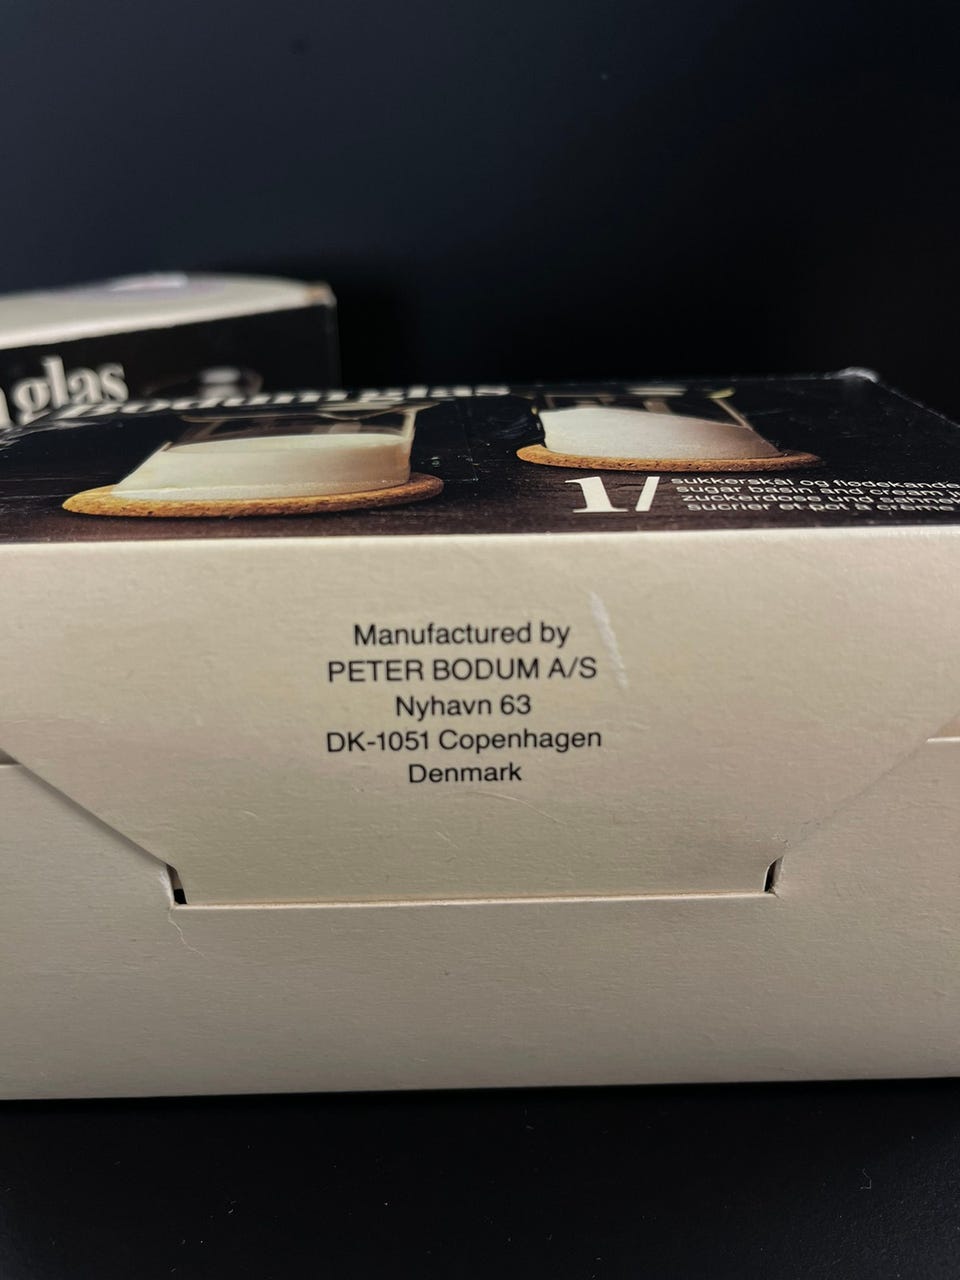 glas
Bodum glas
1/
sukkerskål og flødekande
sugar basin and cream
zuckerdose und
sucrier et pot à crème
Manufactured by
PETER BODUM A/S
Nyhavn 63
DK-1051 Copenhagen
Denmark